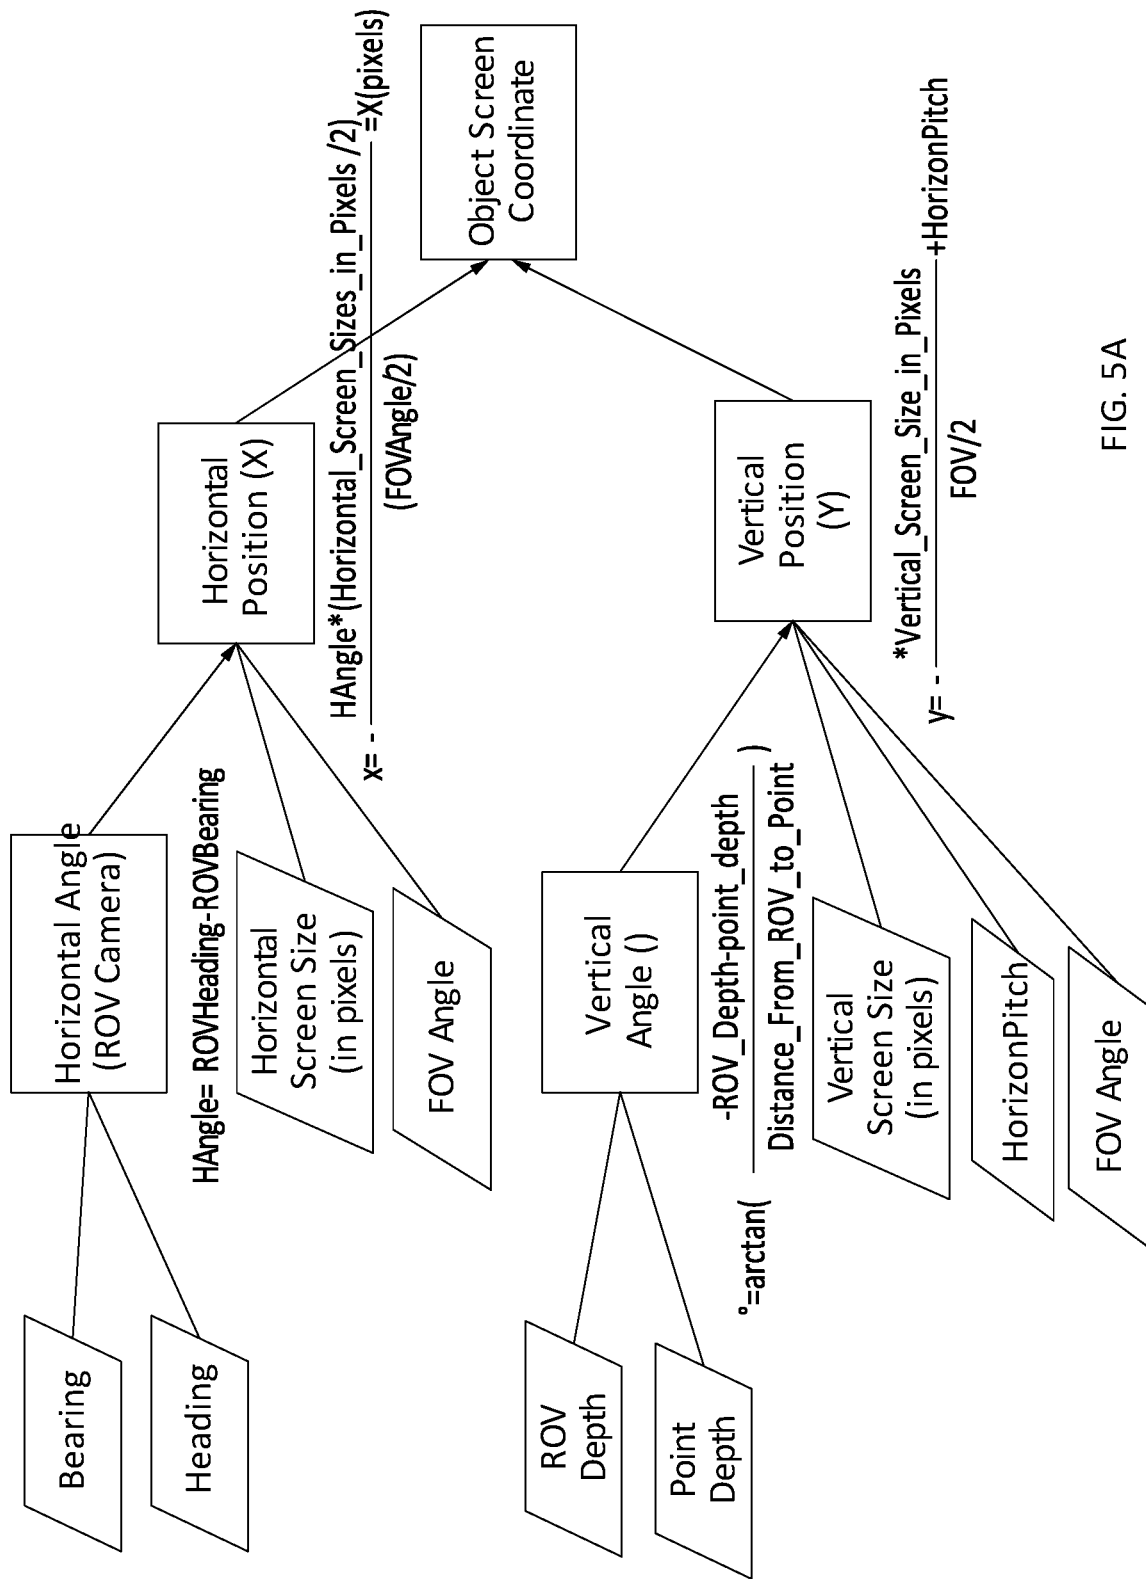 Bearing
Heading
Horizontal Angle
(ROV Camera)
HAngle= ROVHeading-ROVBearing
Horizontal
Screen Size
(in pixels)
FOV Angle
Horizontal
Position (X)
HAngle*(Horizontal_Screen_Sizes_in_Pixels /2)
x= - =X(pixels)
(FOVAngle/2)
Object Screen
Coordinate
ROV
Depth
Point
Depth
Vertical
Angle ()
-ROV_Depth-point_depth
°=arctan( )
Distance_From_ROV_to_Point
Vertical
Screen Size
(in pixels)
HorizonPitch
FOV Angle
Vertical
Position
(Y)
*Vertical_Screen_Size_in_Pixels
y= - +HorizonPitch
FOV/2
FIG. 5A